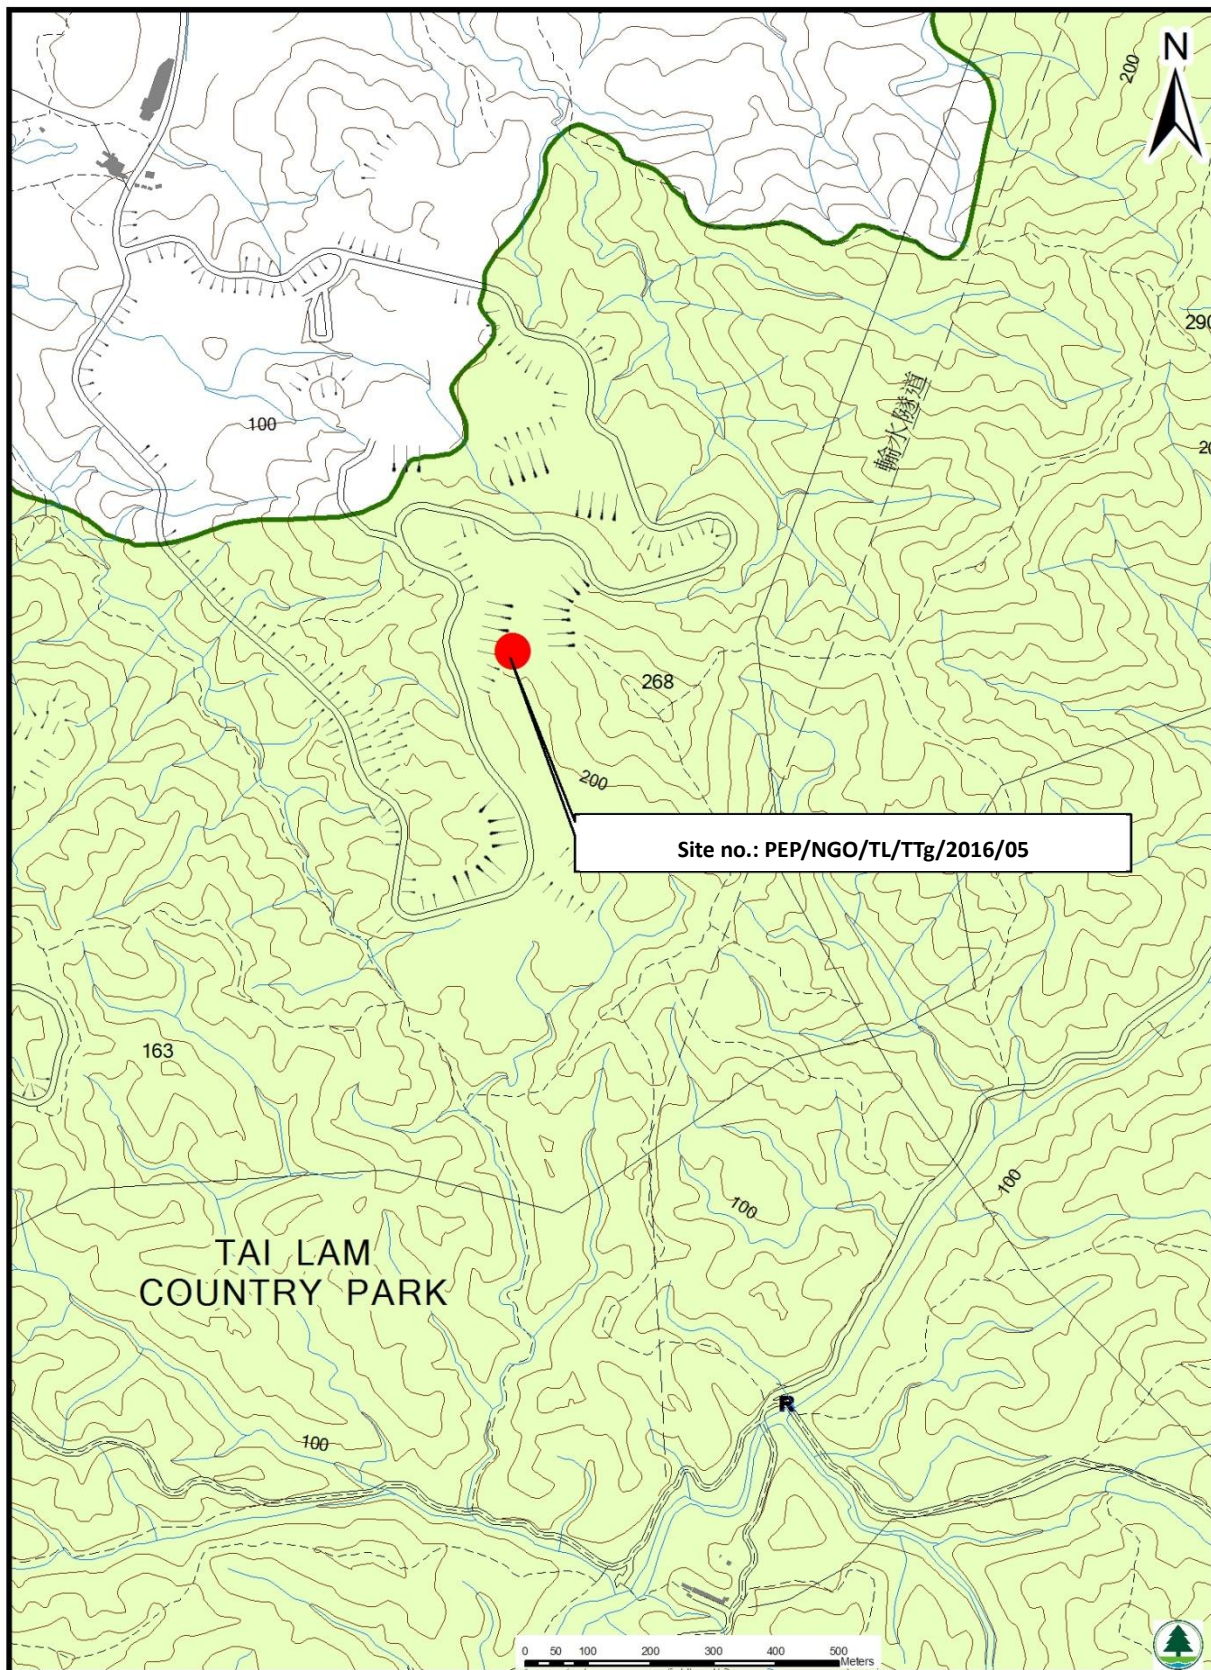 N
200
290
輸水隧道
100
20
268
200
Site no.: PEP/NGO/TL/TTg/2016/05
163
100
100
TAI LAM
COUNTRY PARK
R
100
0 50 100 200 300 400 500
Meters